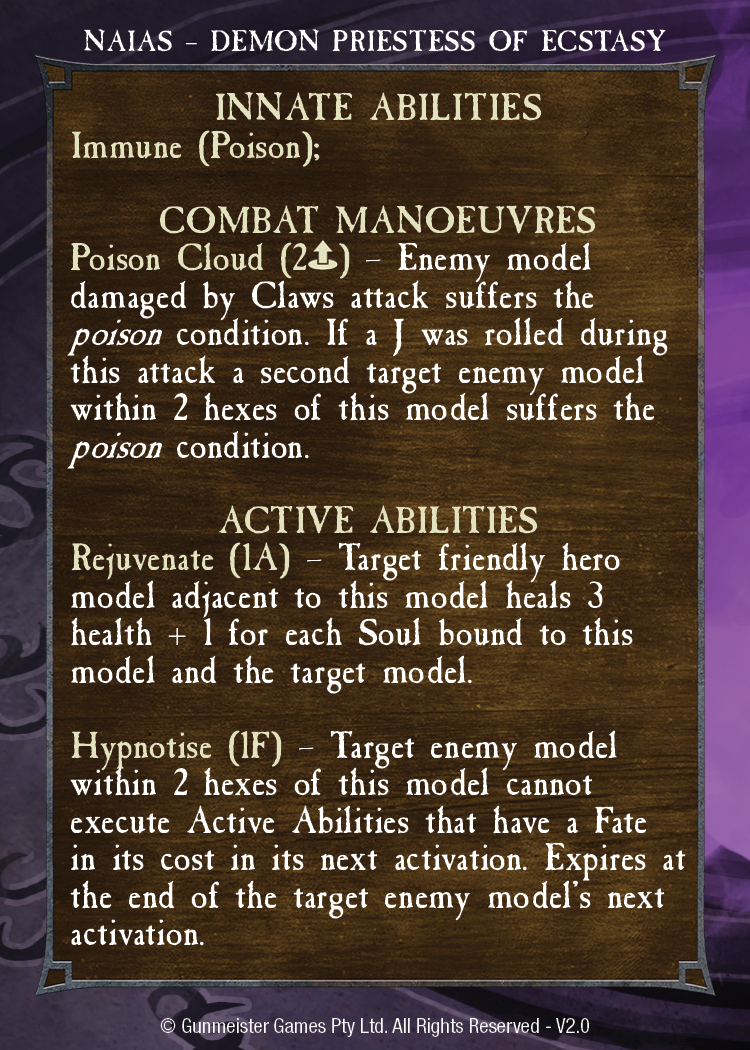 NAIAS – DEMON PRIESTESS OF ECSTASY
INNATE ABILITIES
Immune (Poison);
COMBAT MANOEUVRES
Poison Cloud (2) – Enemy model
damaged by Claws attack suffers the
poison condition. If a J was rolled during
this attack a second target enemy model
within 2 hexes of this model suffers the
poison condition.
ACTIVE ABILITIES
Rejuvenate (1A) – Target friendly hero
model adjacent to this model heals 3
health + 1 for each Soul bound to this
model and the target model.
Hypnotise (1F) – Target enemy model
within 2 hexes of this model cannot
execute Active Abilities that have a Fate
in its cost in its next activation. Expires at
the end of the target enemy model's next
activation.
© Gunmeister Games Pty Ltd. All Rights Reserved - V2.0